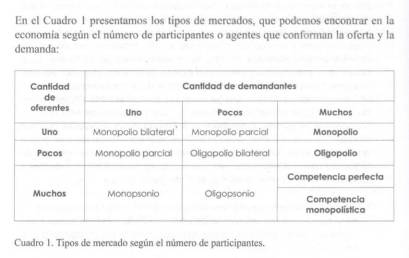 En el Cuadro 1 presentamos los tipos de mercados, que podemos encontrar en la
economía según el número de participantes o agentes que conforman la oferta y la
demanda:
Cantidad de oferentes | Cantidad de demandantes
Uno | Pocos | Muchos
Uno | Monopolio bilateral | Monopolio parcial | Monopolio
Pocos | Monopolio parcial | Oligopolio bilateral | Oligopolio
Muchos | Monopsonio | Oligopsonio | Competencia perfecta
Competencia monopolística
Cuadro 1. Tipos de mercado según el número de participantes.